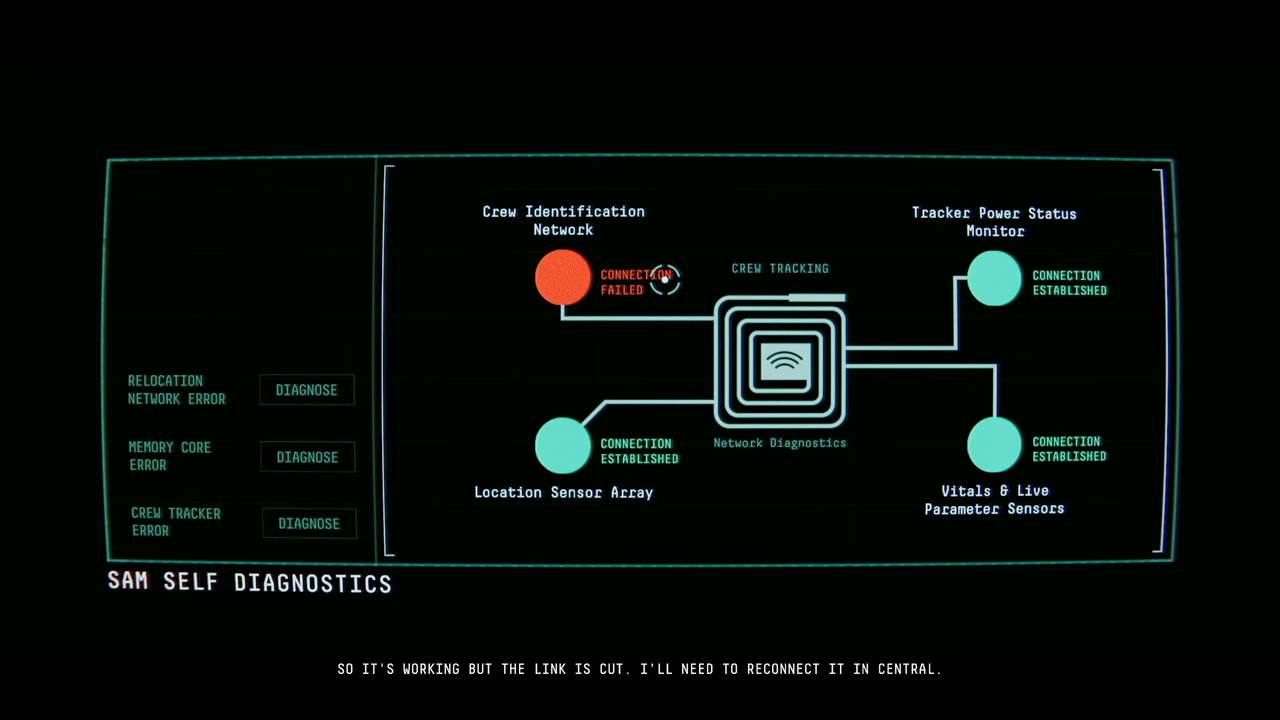 Crew Identification
Network
CONNECTION
FAILED
CREW TRACKING
Tracker Power Status
Monitor
CONNECTION
ESTABLISHED
RELOCATION
NETWORK ERROR
DIAGNOSE
MEMORY CORE
ERROR
DIAGNOSE
CREW TRACKER
ERROR
DIAGNOSE
CONNECTION
ESTABLISHED
Location Sensor Array
Network Diagnostics
CONNECTION
ESTABLISHED
Vitals & Live
Parameter Sensors
SAM SELF DIAGNOSTICS
SO IT'S WORKING BUT THE LINK IS CUT. I'LL NEED TO RECONNECT IT IN CENTRAL.